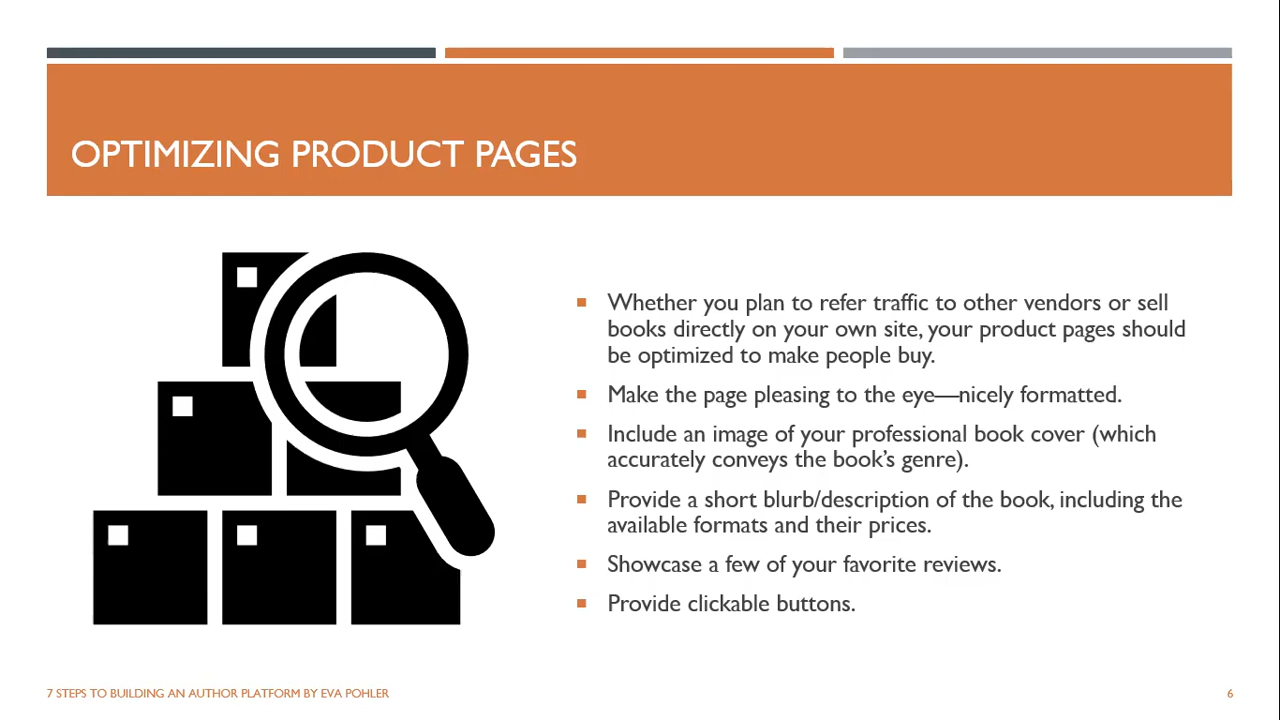 OPTIMIZING PRODUCT PAGES
Whether you plan to refer traffic to other vendors or sell
books directly on your own site, your product pages should
be optimized to make people buy.
Make the page pleasing to the eye—nicely formatted.
Include an image of your professional book cover (which
accurately conveys the book’s genre).
Provide a short blurb/description of the book, including the
available formats and their prices.
Showcase a few of your favorite reviews.
Provide clickable buttons.
7 STEPS TO BUILDING AN AUTHOR PLATFORM BY EVA POHLER
6